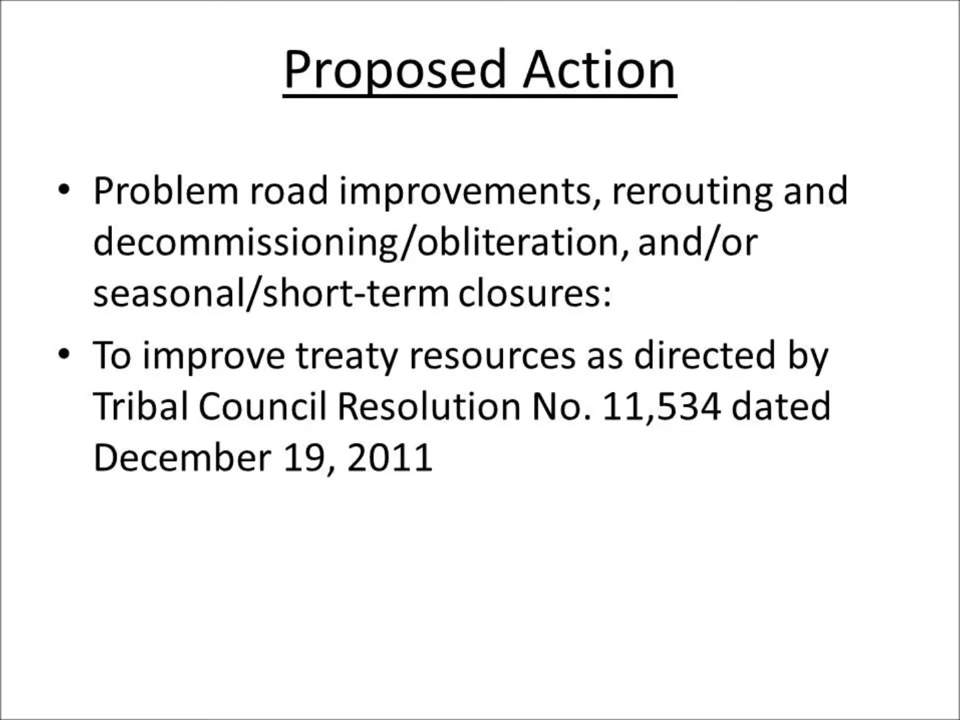 Proposed Action
• Problem road improvements, rerouting and
decommissioning/obliteration, and/or
seasonal/short-term closures:
• To improve treaty resources as directed by
Tribal Council Resolution No. 11,534 dated
December 19, 2011